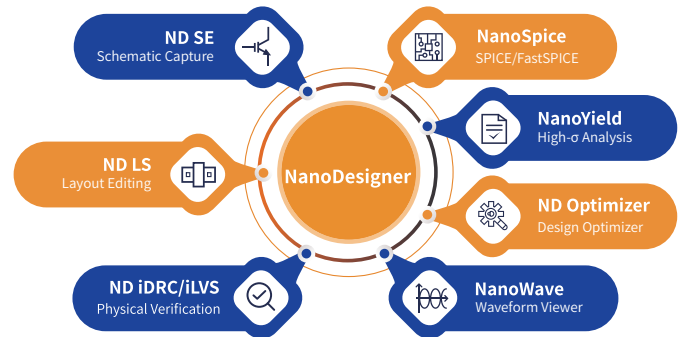 ND SE
Schematic Capture
NanoSpice
SPICE/FastSPICE
NanoYield
High-σ Analysis
ND LS
Layout Editing
NanoDesigner
ND Optimizer
Design Optimizer
ND iDRC/iLVS
Physical Verification
NanoWave
Waveform Viewer